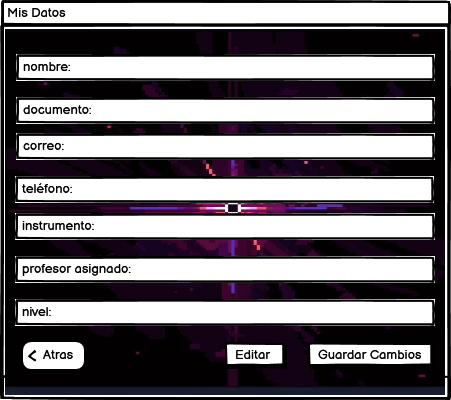 Mis Datos
nombre:
documento:
correo:
teléfono:
instrumento:
profesor asignado:
nivel:
Atras Editar Guardar Cambios